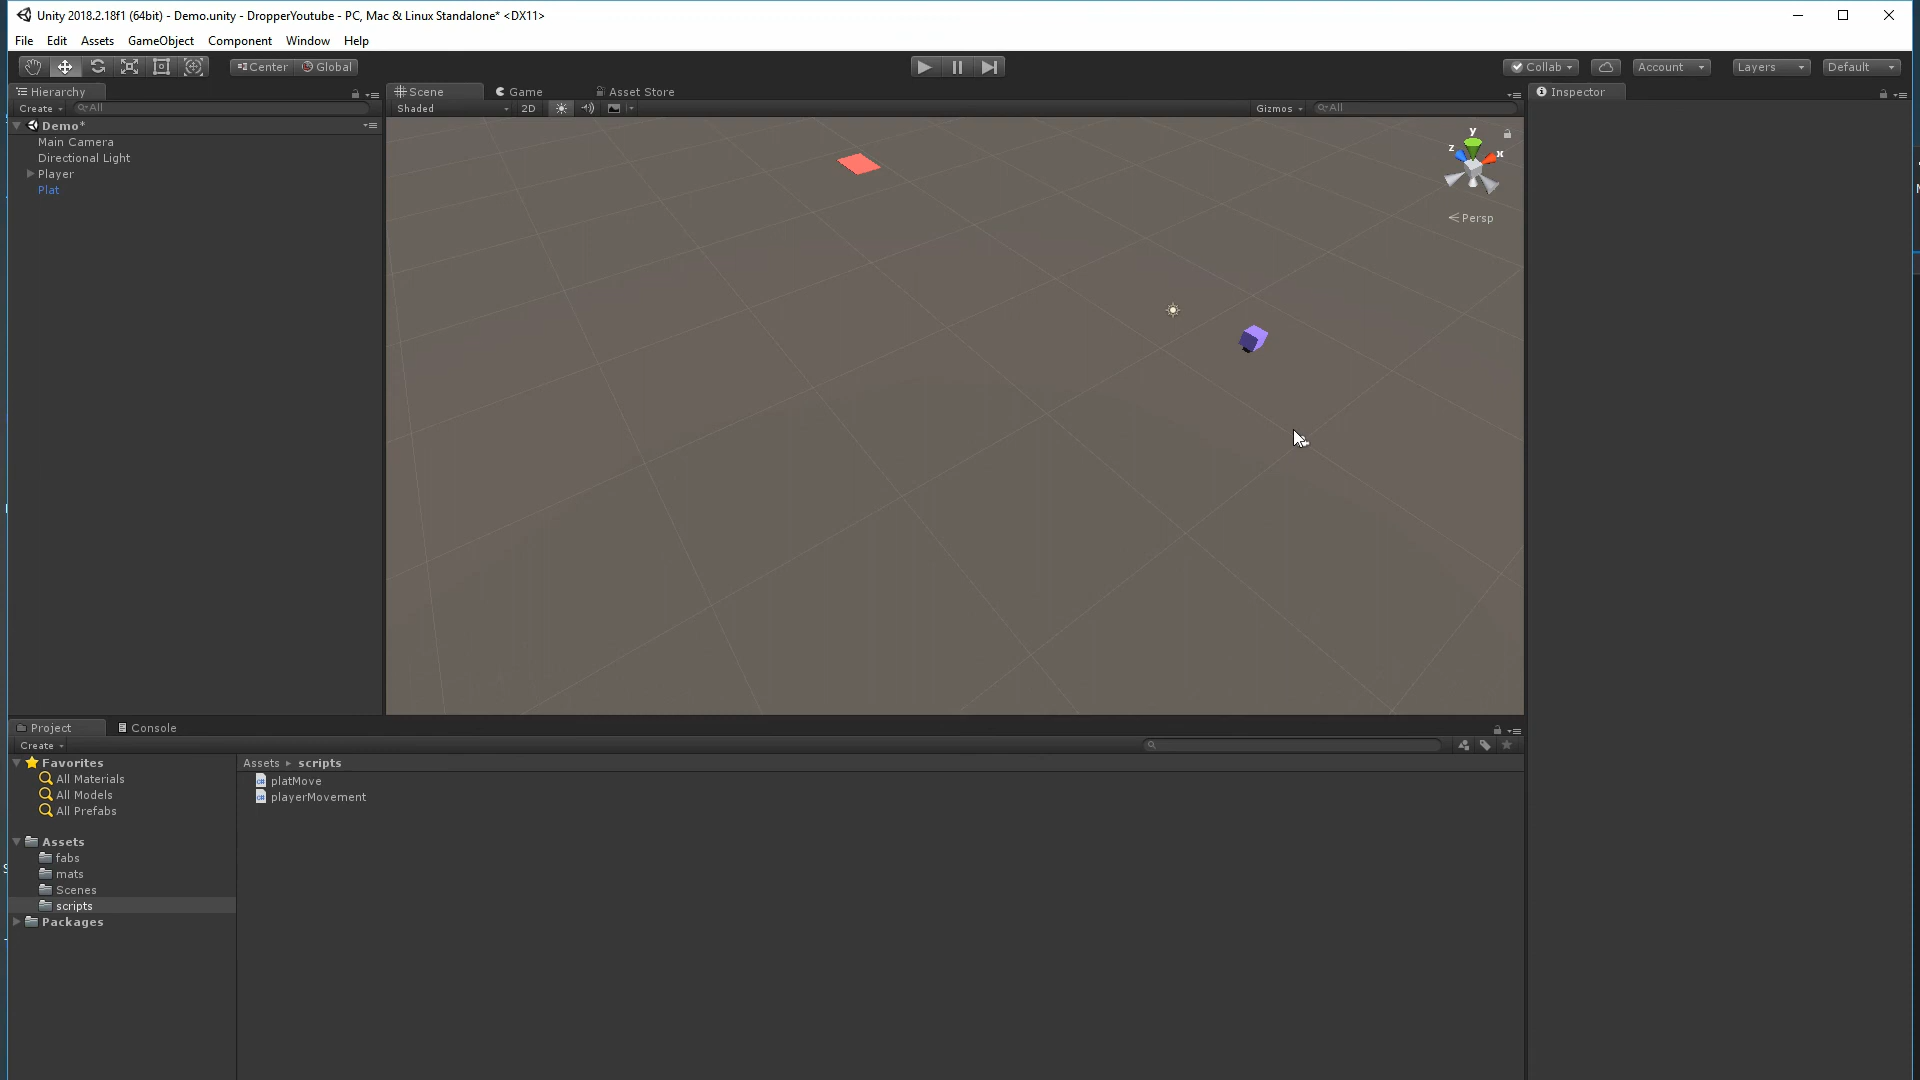 Unity 2018.2.18f1 (64bit) - Demo.unity - DropperYoutube - PC, Mac & Linux Standalone* <DX11>
File Edit Assets GameObject Component Window Help
Center Global Collab Account Layers Default
Hierarchy Scene Game Asset Store Inspector
Create All Shaded 2D Gizmos All
Demo*
Main Camera
Directional Light
Player
Plat
y
z x
Persp
Project Console
Create
Favorites
All Materials
All Models
All Prefabs
Assets
fabs
mats
Scenes
scripts
Packages
Assets scripts
platMove
playerMovement